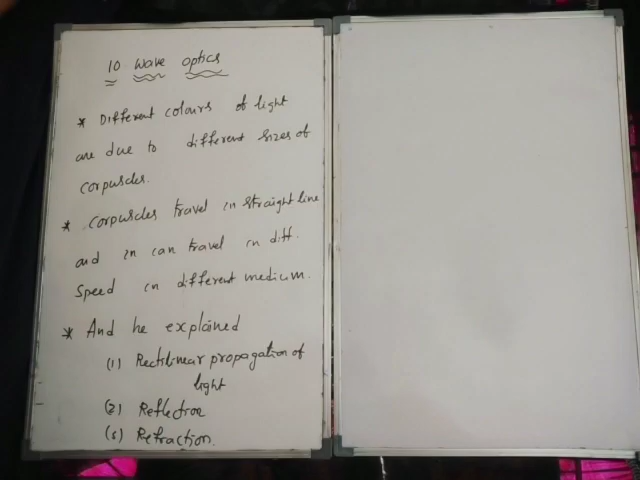 10 Wave optics
* Different colours of light
are due to different sizes of
corpuscles.
* Corpuscles travel in straight line
and in can travel in diff.
Speed in different medium.
* And he explained
(1) Rectilinear propagation of
light
(2) Reflection
(3) Refraction.